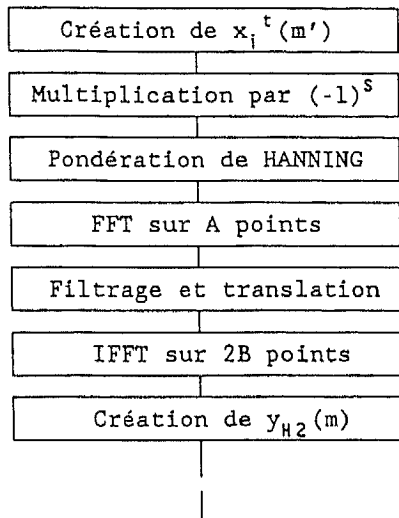 Création de xᵢᵗ(m′)
Multiplication par (-1)ˢ
Pondération de HANNING
FFT sur A points
Filtrage et translation
IFFT sur 2B points
Création de y_H2(m)